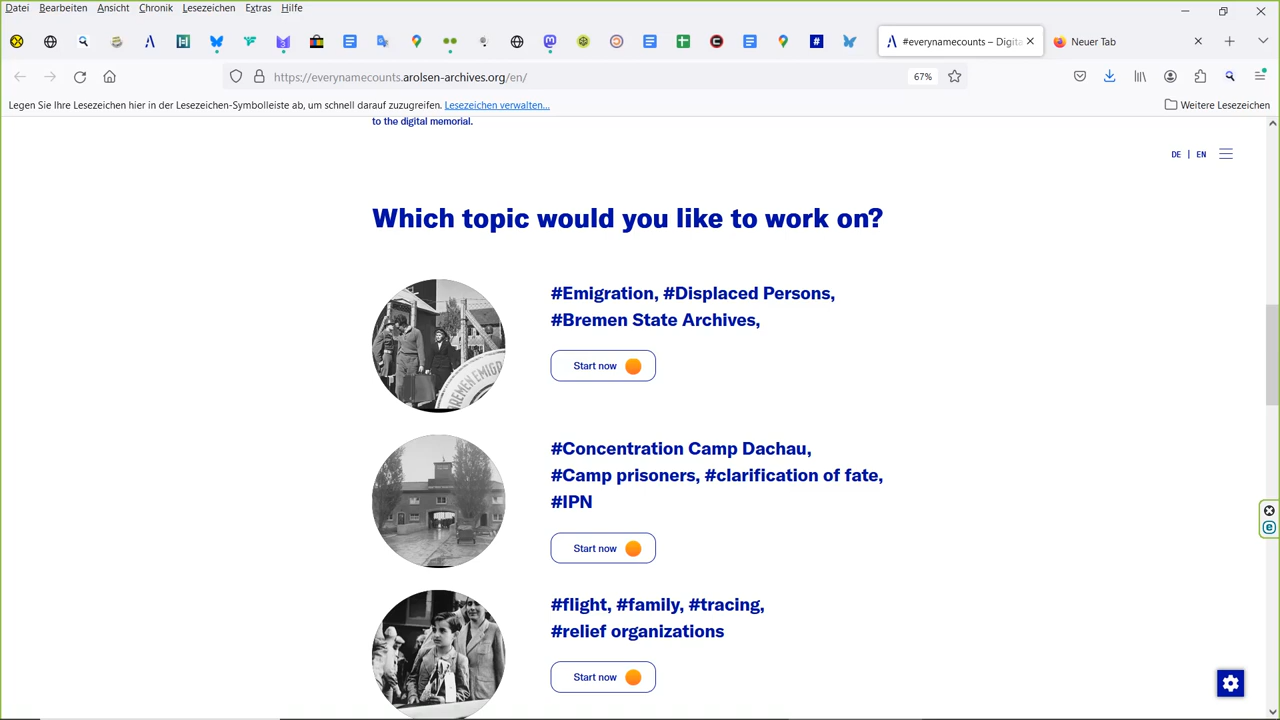 Datei Bearbeiten Ansicht Chronik Lesezeichen Extras Hilfe
#everynamecounts – Digita
Neuer Tab
https://everynamecounts.arolsen-archives.org/en/
67%
Legen Sie Ihre Lesezeichen hier in der Lesezeichen-Symbolleiste ab, um schnell darauf zuzugreifen. Lesezeichen verwalten...
Weitere Lesezeichen
to the digital memorial.
DE | EN
Which topic would you like to work on?
#Emigration, #Displaced Persons,
#Bremen State Archives,
BREMEN EMIGR
Start now
#Concentration Camp Dachau,
#Camp prisoners, #clarification of fate,
#IPN
Start now
#flight, #family, #tracing,
#relief organizations
Start now